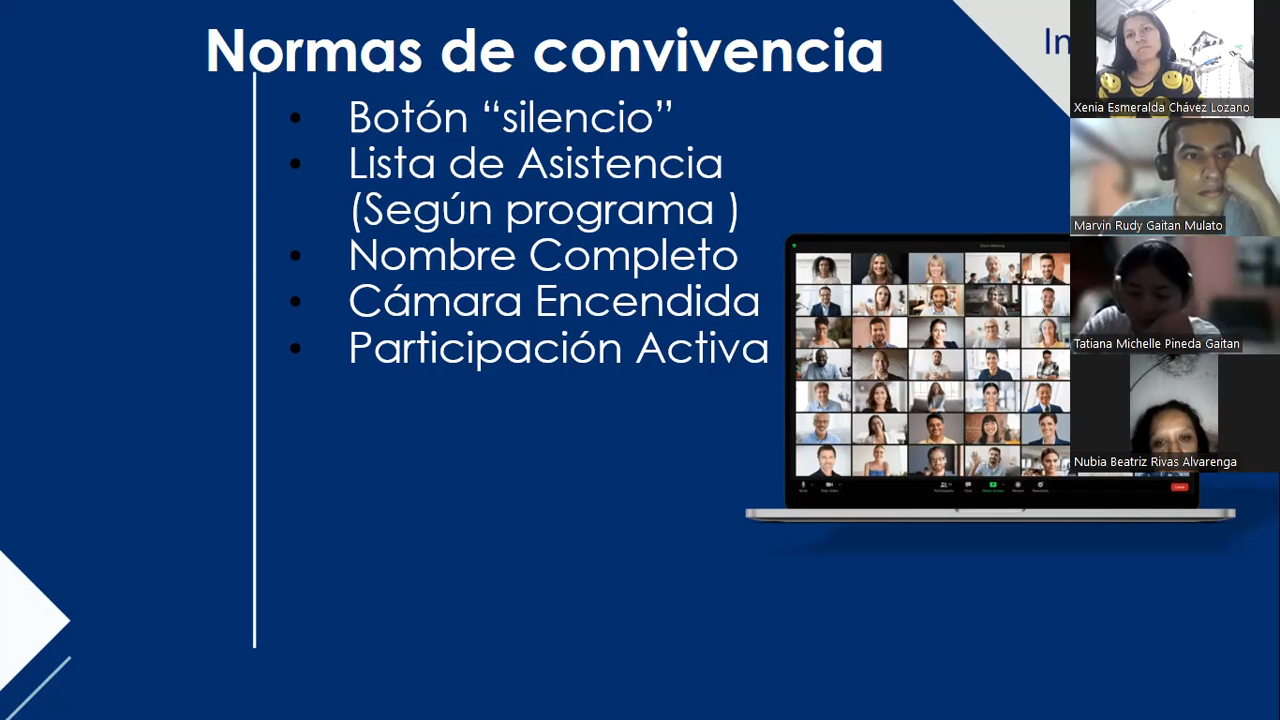 Normas de convivencia
Botón “silencio”
Lista de Asistencia
(Según programa )
Nombre Completo
Cámara Encendida
Participación Activa
Xenia Esmeralda Chávez Lozano
Marvin Rudy Gaitan Mulato
Tatiana Michelle Pineda Gaitan
Nubia Beatriz Rivas Alvarenga